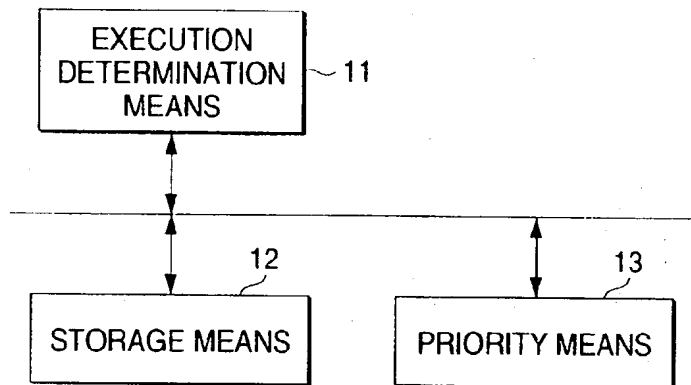 EXECUTION
DETERMINATION
MEANS
11
12
13
STORAGE MEANS
PRIORITY MEANS